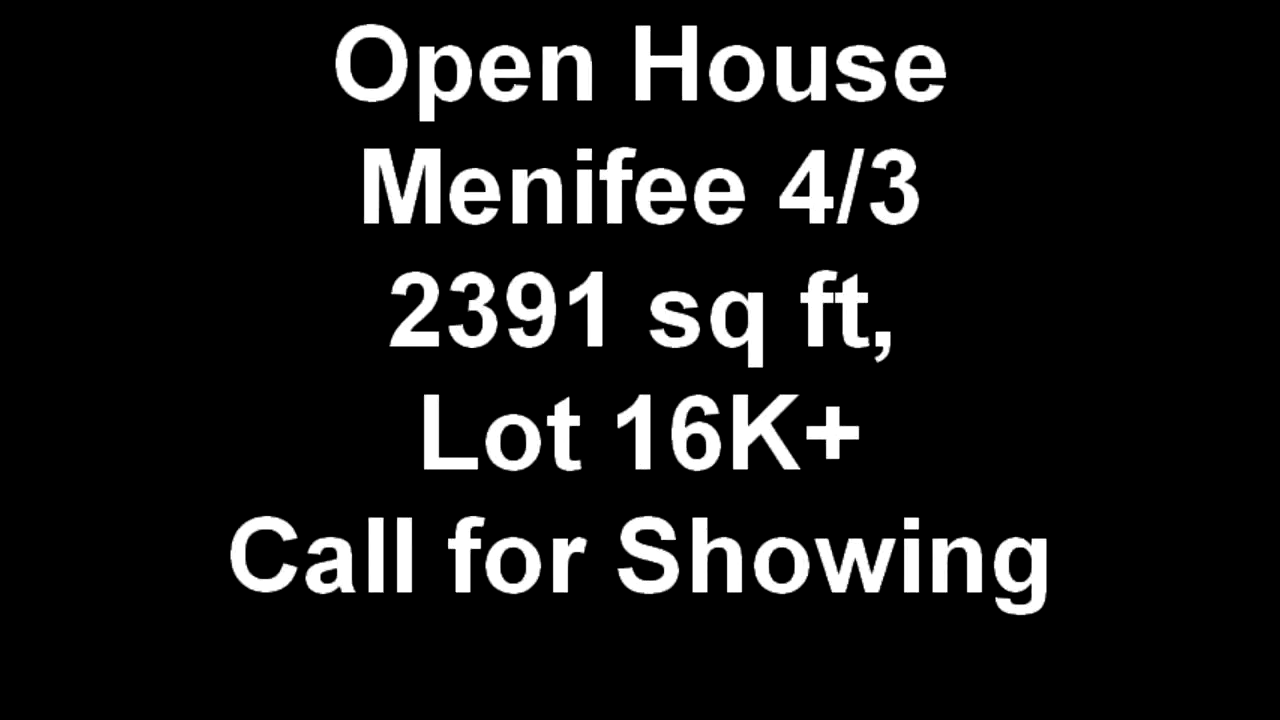 Open House
Menifee 4/3
2391 sq ft,
Lot 16K+
Call for Showing